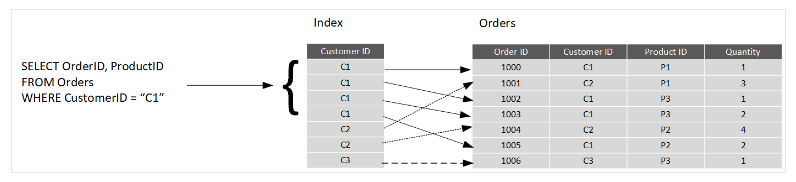 Index
Orders
SELECT OrderID, ProductID
FROM Orders
WHERE CustomerID = “C1”
Customer ID
C1
C1
C1
C1
C2
C2
C3
Order ID Customer ID Product ID Quantity
1000 C1 P1 1
1001 C2 P1 3
1002 C1 P3 1
1003 C1 P3 2
1004 C2 P2 4
1005 C1 P2 2
1006 C3 P3 1